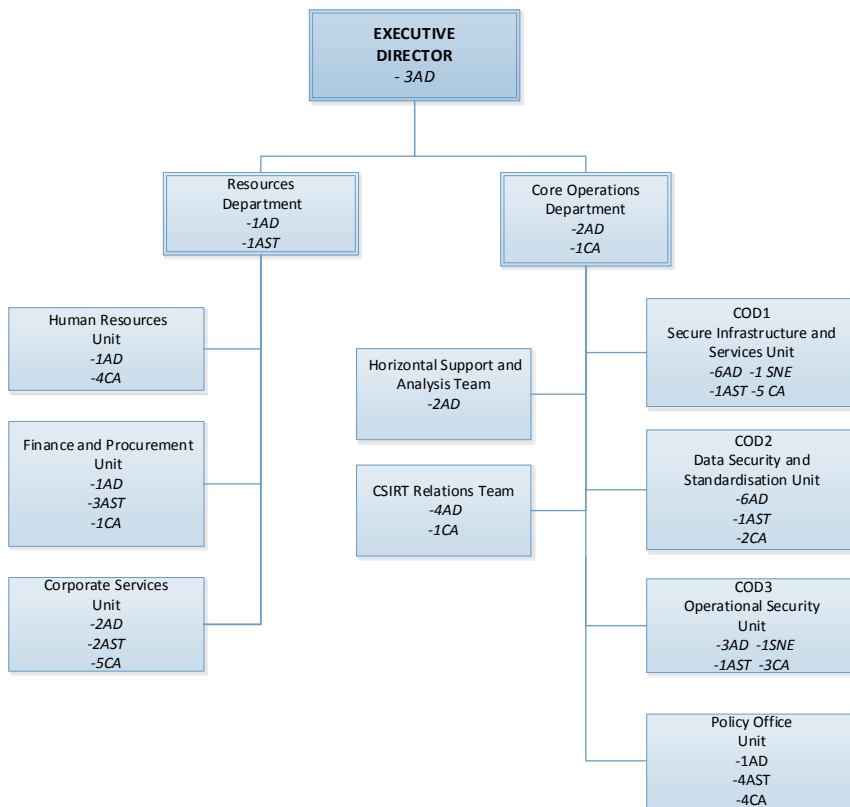 EXECUTIVE
DIRECTOR
- 3AD
Resources
Department
-1AD
-1AST
Core Operations
Department
-2AD
-1CA
Human Resources
Unit
-1AD
-4CA
Finance and Procurement
Unit
-1AD
-3AST
-1CA
Corporate Services
Unit
-2AD
-2AST
-5CA
Horizontal Support and
Analysis Team
-2AD
CSIRT Relations Team
-4AD
-1CA
COD1
Secure Infrastructure and
Services Unit
-6AD -1 SNE
-1AST -5 CA
COD2
Data Security and
Standardisation Unit
-6AD
-1AST
-2CA
COD3
Operational Security
Unit
-3AD -1SNE
-1AST -3CA
Policy Office
Unit
-1AD
-4AST
-4CA